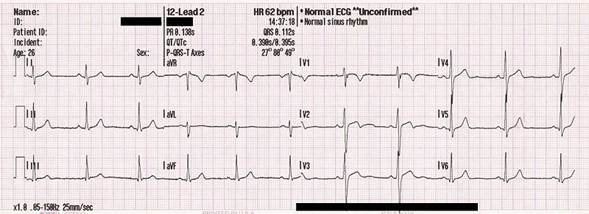 Name:
12-Lead 2
HR 62 bpm
• Normal ECG **Unconfirmed**
ID:
14:37:18
• Normal sinus rhythm
Patient ID:
PR 0.138s
QRS 0.112s
Incident:
QT/QTc
0.390s/0.395s
Age: 26
Sex:
P-QRS-T Axes
27° 80° 49°
I
aVR
V1
V4
II
aVL
V2
V5
III
aVF
V3
V6
x1.0 .05-150Hz 25mm/sec